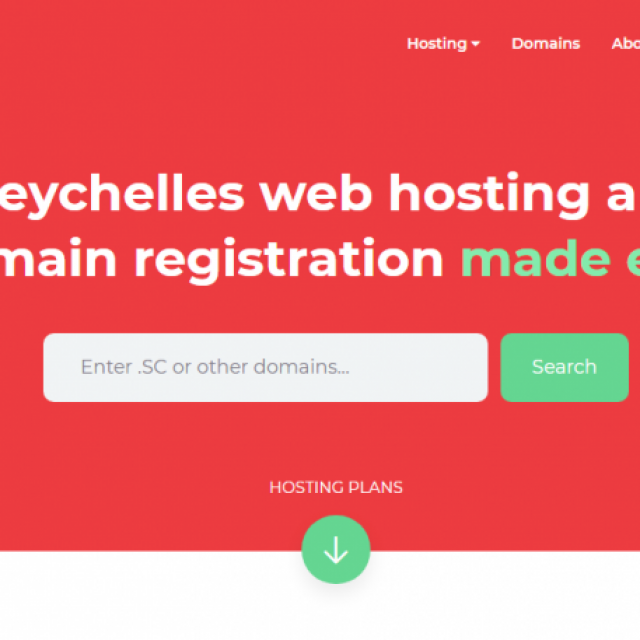 Hosting Domains Abo
eychelles web hosting a
main registration made e
Enter .SC or other domains...
Search
HOSTING PLANS